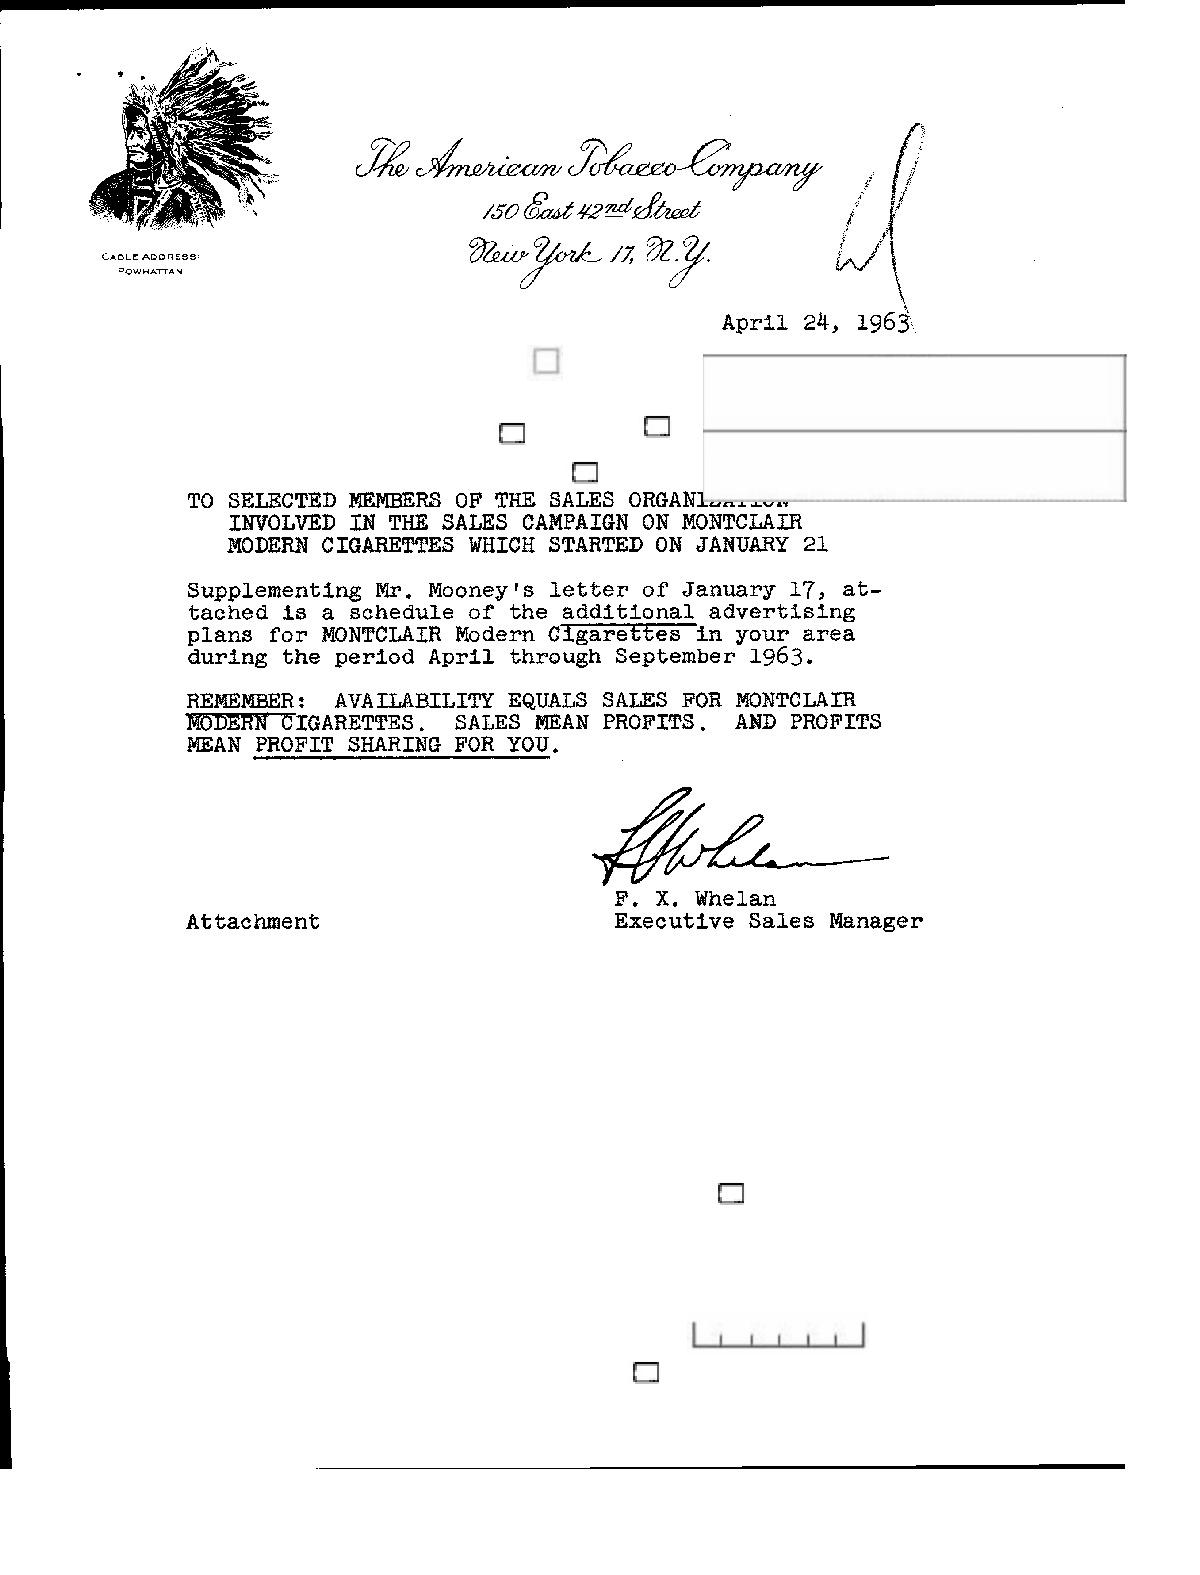 The American Tobacco Company
150 East 42nd Street
New York 17, N.Y.
CABLE ADDRESS:
POWHATTAN
April 24, 1963
TO SELECTED MEMBERS OF THE SALES ORGANIZATION
INVOLVED IN THE SALES CAMPAIGN ON MONTCLAIR
MODERN CIGARETTES WHICH STARTED ON JANUARY 21
Supplementing Mr. Mooney's letter of January 17, at-
tached is a schedule of the additional advertising
plans for MONTCLAIR Modern Cigarettes in your area
during the period April through September 1963.
REMEMBER: AVAILABILITY EQUALS SALES FOR MONTCLAIR
MODERN CIGARETTES. SALES MEAN PROFITS. AND PROFITS
MEAN PROFIT SHARING FOR YOU.
F X Whelan
F. X. Whelan
Attachment Executive Sales Manager